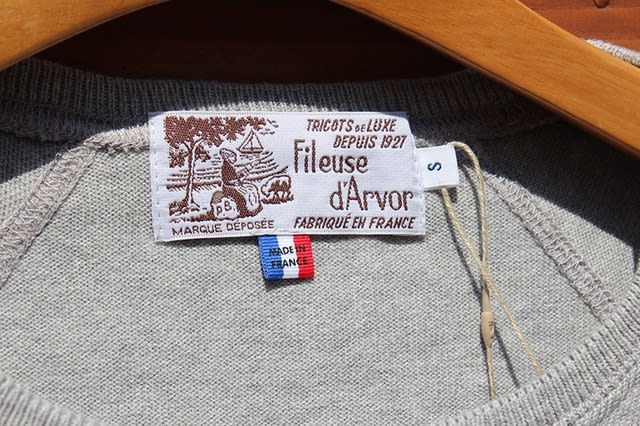 TRICOTS DE LUXE
DEPUIS 1927
Fileuse
d'Arvor
MARQUE DÉPOSÉE
FABRIQUÉ EN FRANCE
S
MADE IN
FRANCE